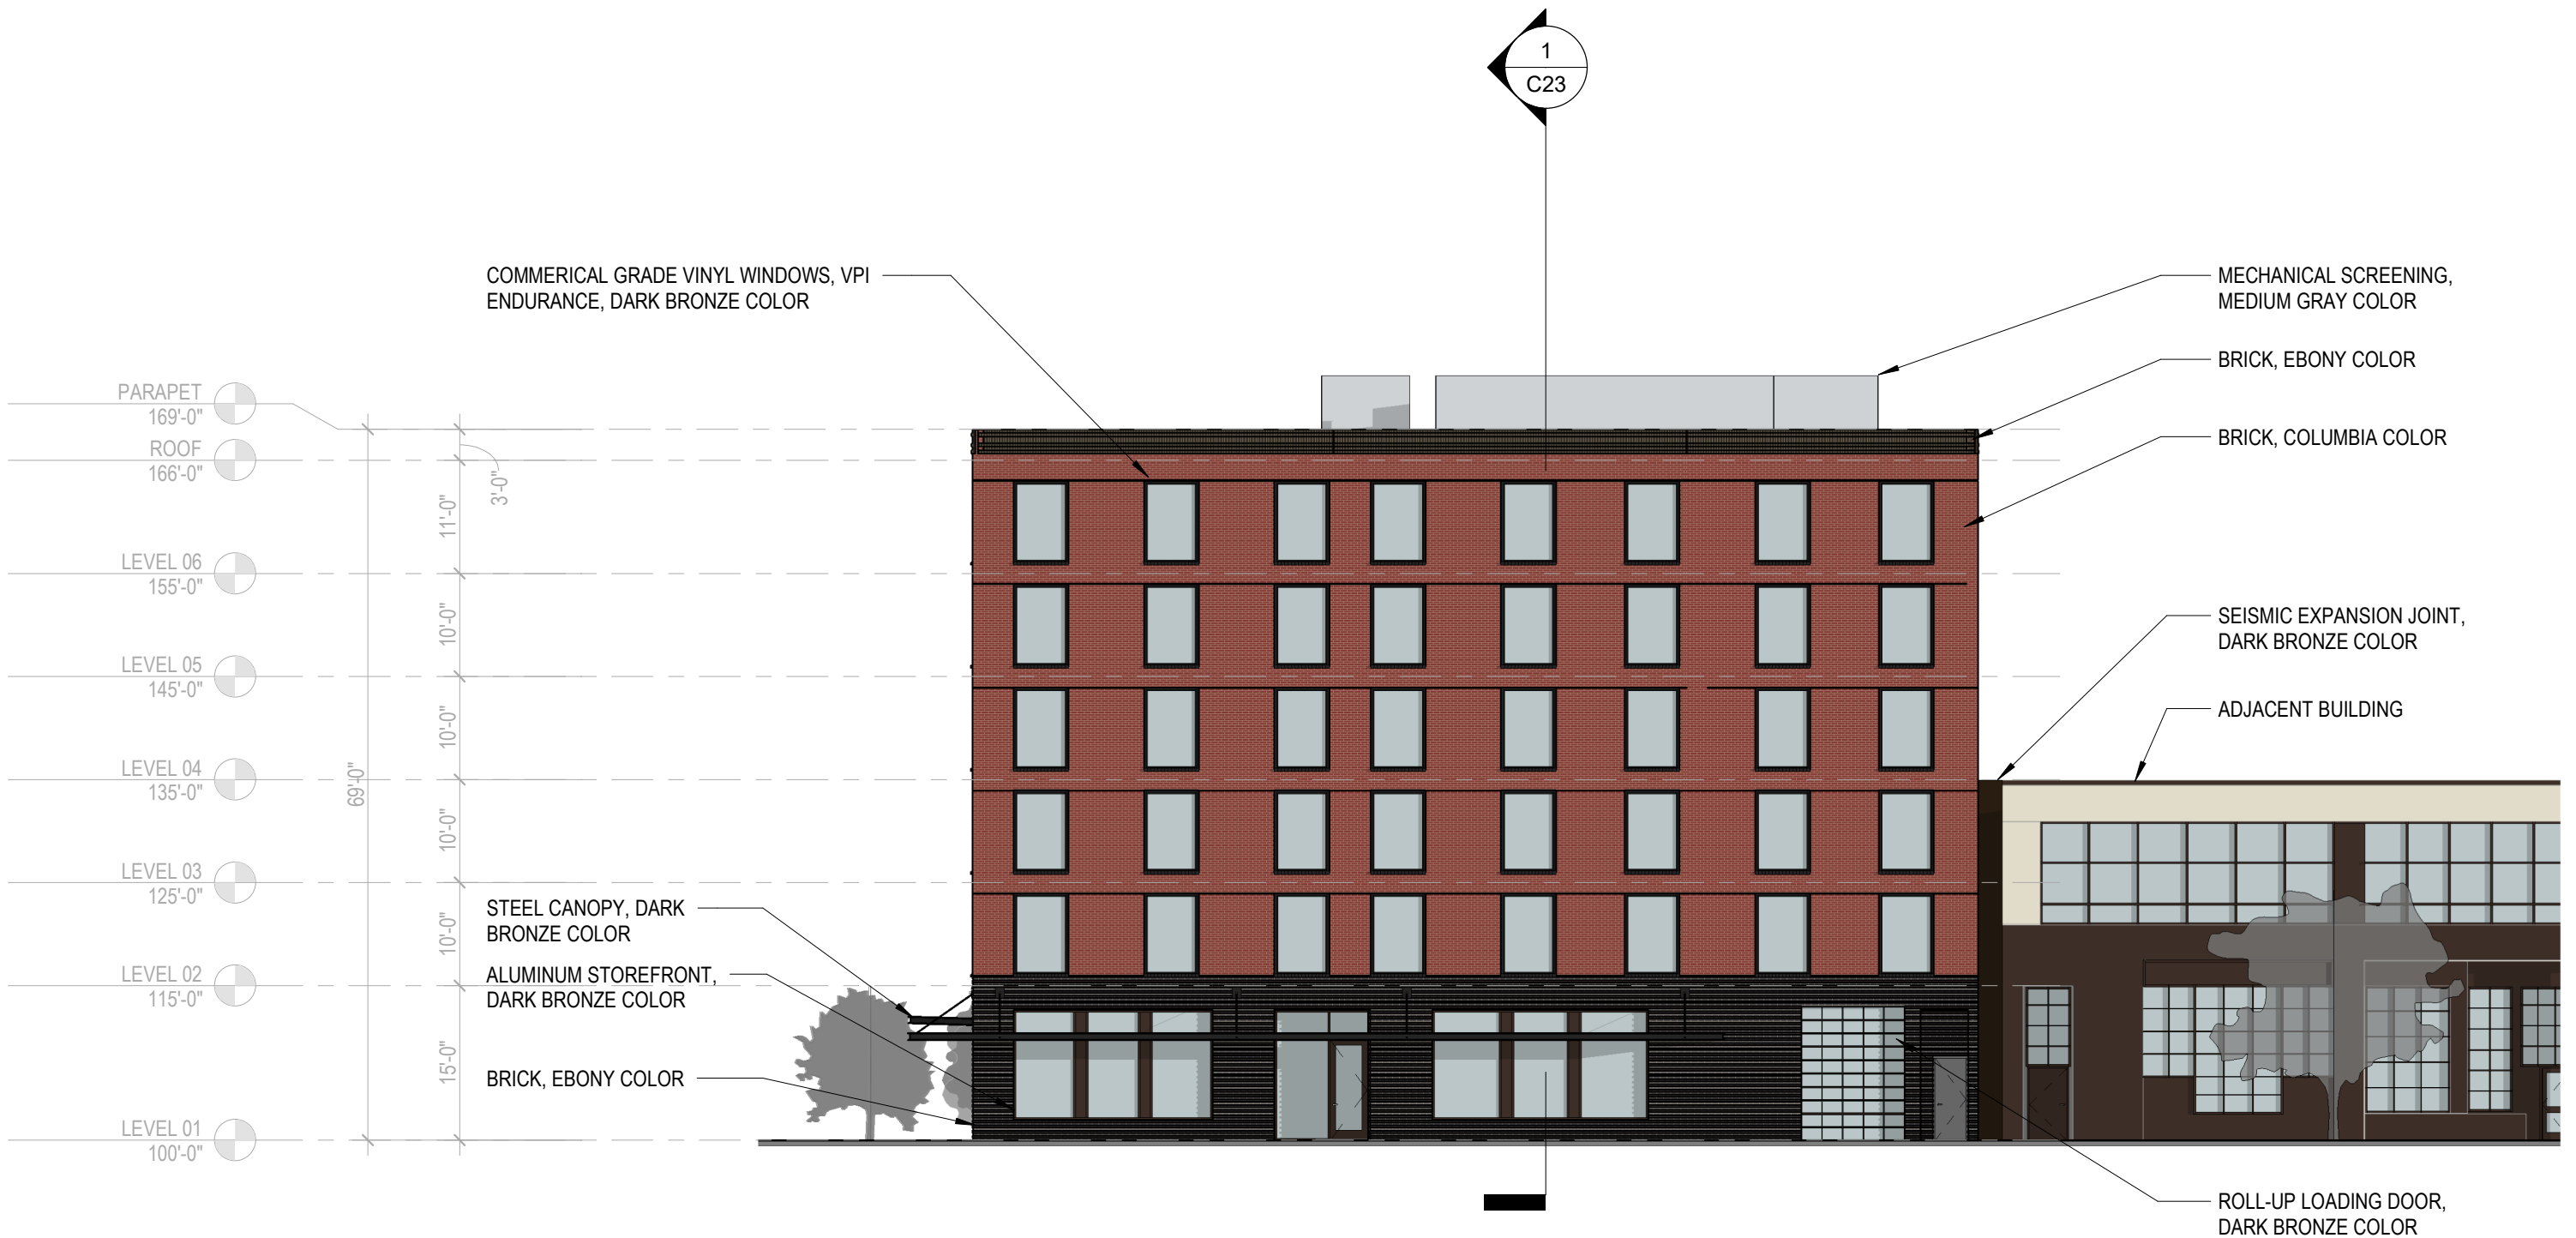 1
C23
COMMERICAL GRADE VINYL WINDOWS, VPI
ENDURANCE, DARK BRONZE COLOR
MECHANICAL SCREENING,
MEDIUM GRAY COLOR
BRICK, EBONY COLOR
BRICK, COLUMBIA COLOR
SEISMIC EXPANSION JOINT,
DARK BRONZE COLOR
ADJACENT BUILDING
PARAPET
169'-0"
ROOF
166'-0"
LEVEL 06
155'-0"
LEVEL 05
145'-0"
LEVEL 04
135'-0"
LEVEL 03
125'-0"
LEVEL 02
115'-0"
LEVEL 01
100'-0"
69'-0"
3'-0"
11'-0"
10'-0"
10'-0"
10'-0"
10'-0"
15'-0"
STEEL CANOPY, DARK
BRONZE COLOR
ALUMINUM STOREFRONT,
DARK BRONZE COLOR
BRICK, EBONY COLOR
ROLL-UP LOADING DOOR,
DARK BRONZE COLOR